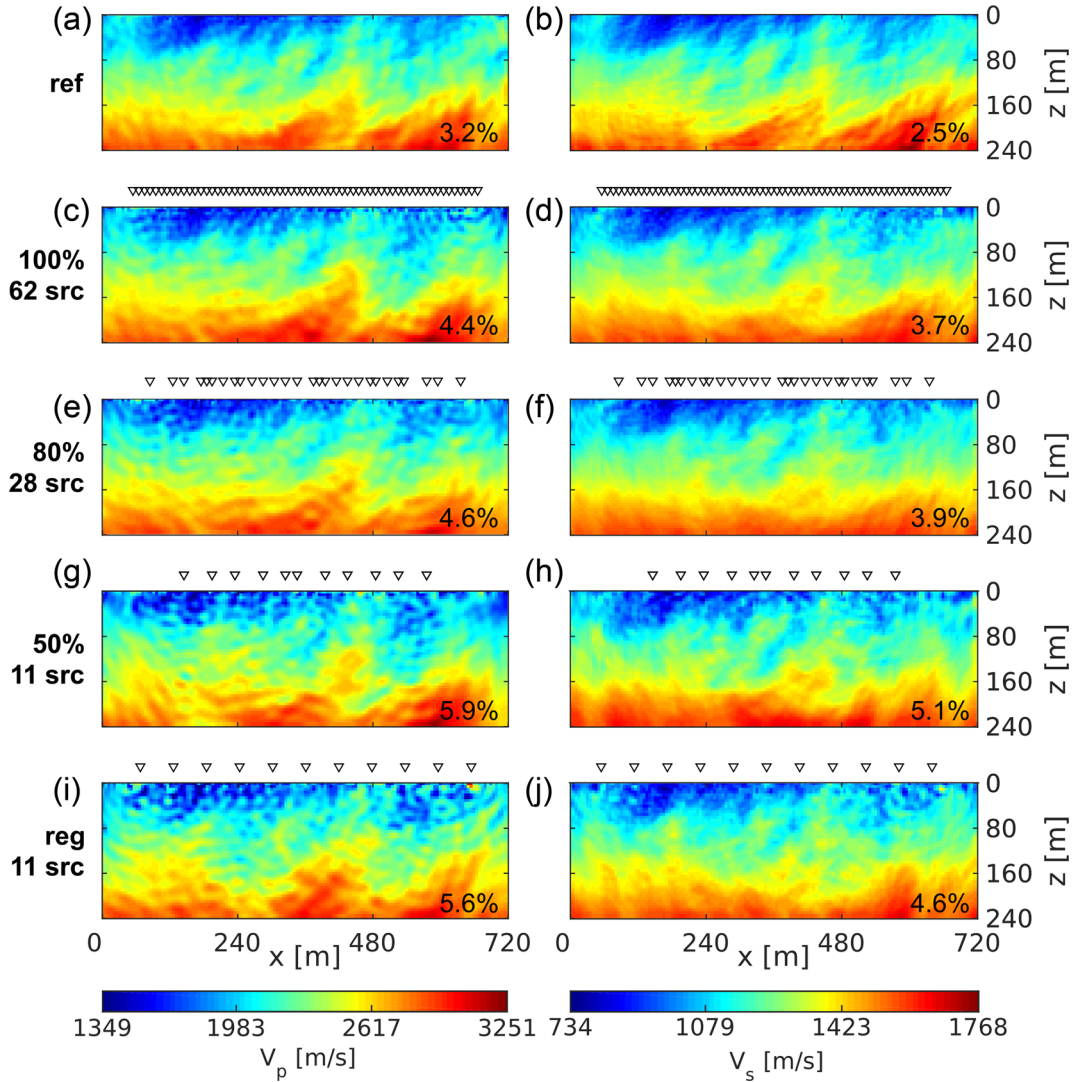 (a)
(b)
0
80
160
240
z [m]
ref
3.2%
2.5%
(c)
(d)
0
80
160
240
z [m]
100%
62 src
4.4%
3.7%
(e)
(f)
0
80
160
240
z [m]
80%
28 src
4.6%
3.9%
(g)
(h)
0
80
160
240
z [m]
50%
11 src
5.9%
5.1%
(i)
(j)
0
80
160
240
z [m]
reg
11 src
5.6%
4.6%
0 240 480 720
0 240 480 720
x [m]
x [m]
1349 1983 2617 3251
734 1079 1423 1768
Vp [m/s]
Vs [m/s]